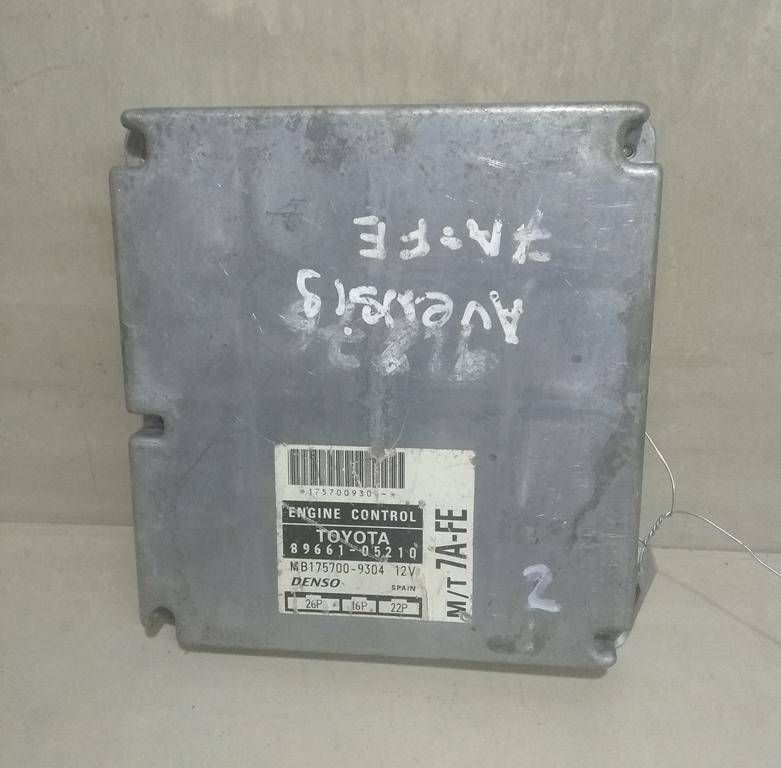 7A-FE
Avensis
*175700930 -*
ENGINE CONTROL
TOYOTA
89661-05210
MB175700-9304 12V
DENSO SPAIN
26P 16P 22P
M/T 7A-FE
2